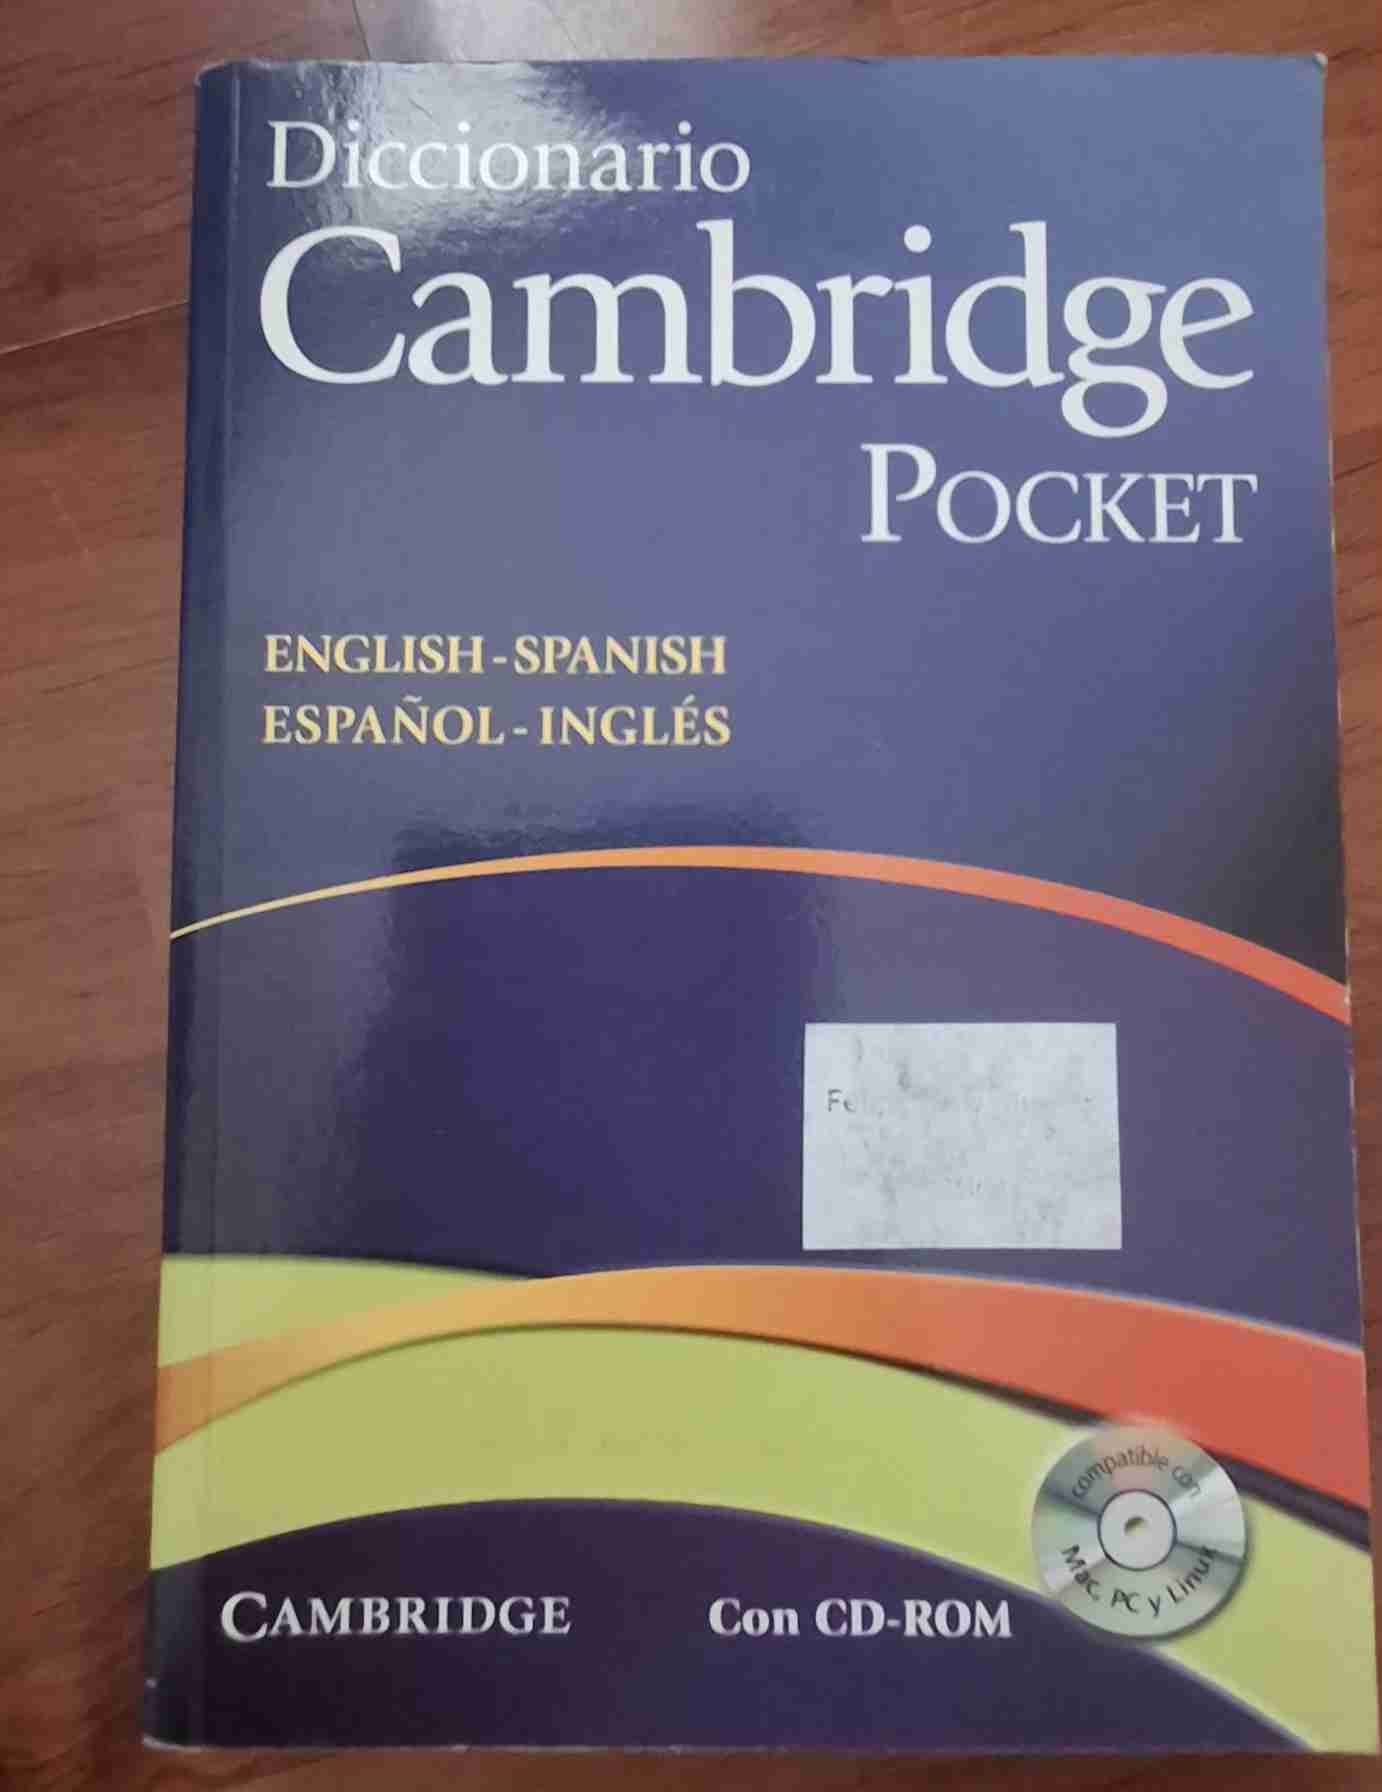 Diccionario
Cambridge
POCKET
ENGLISH - SPANISH
ESPAÑOL - INGLÉS
compatible con
Mac, PC y Linux
CAMBRIDGE
Con CD-ROM